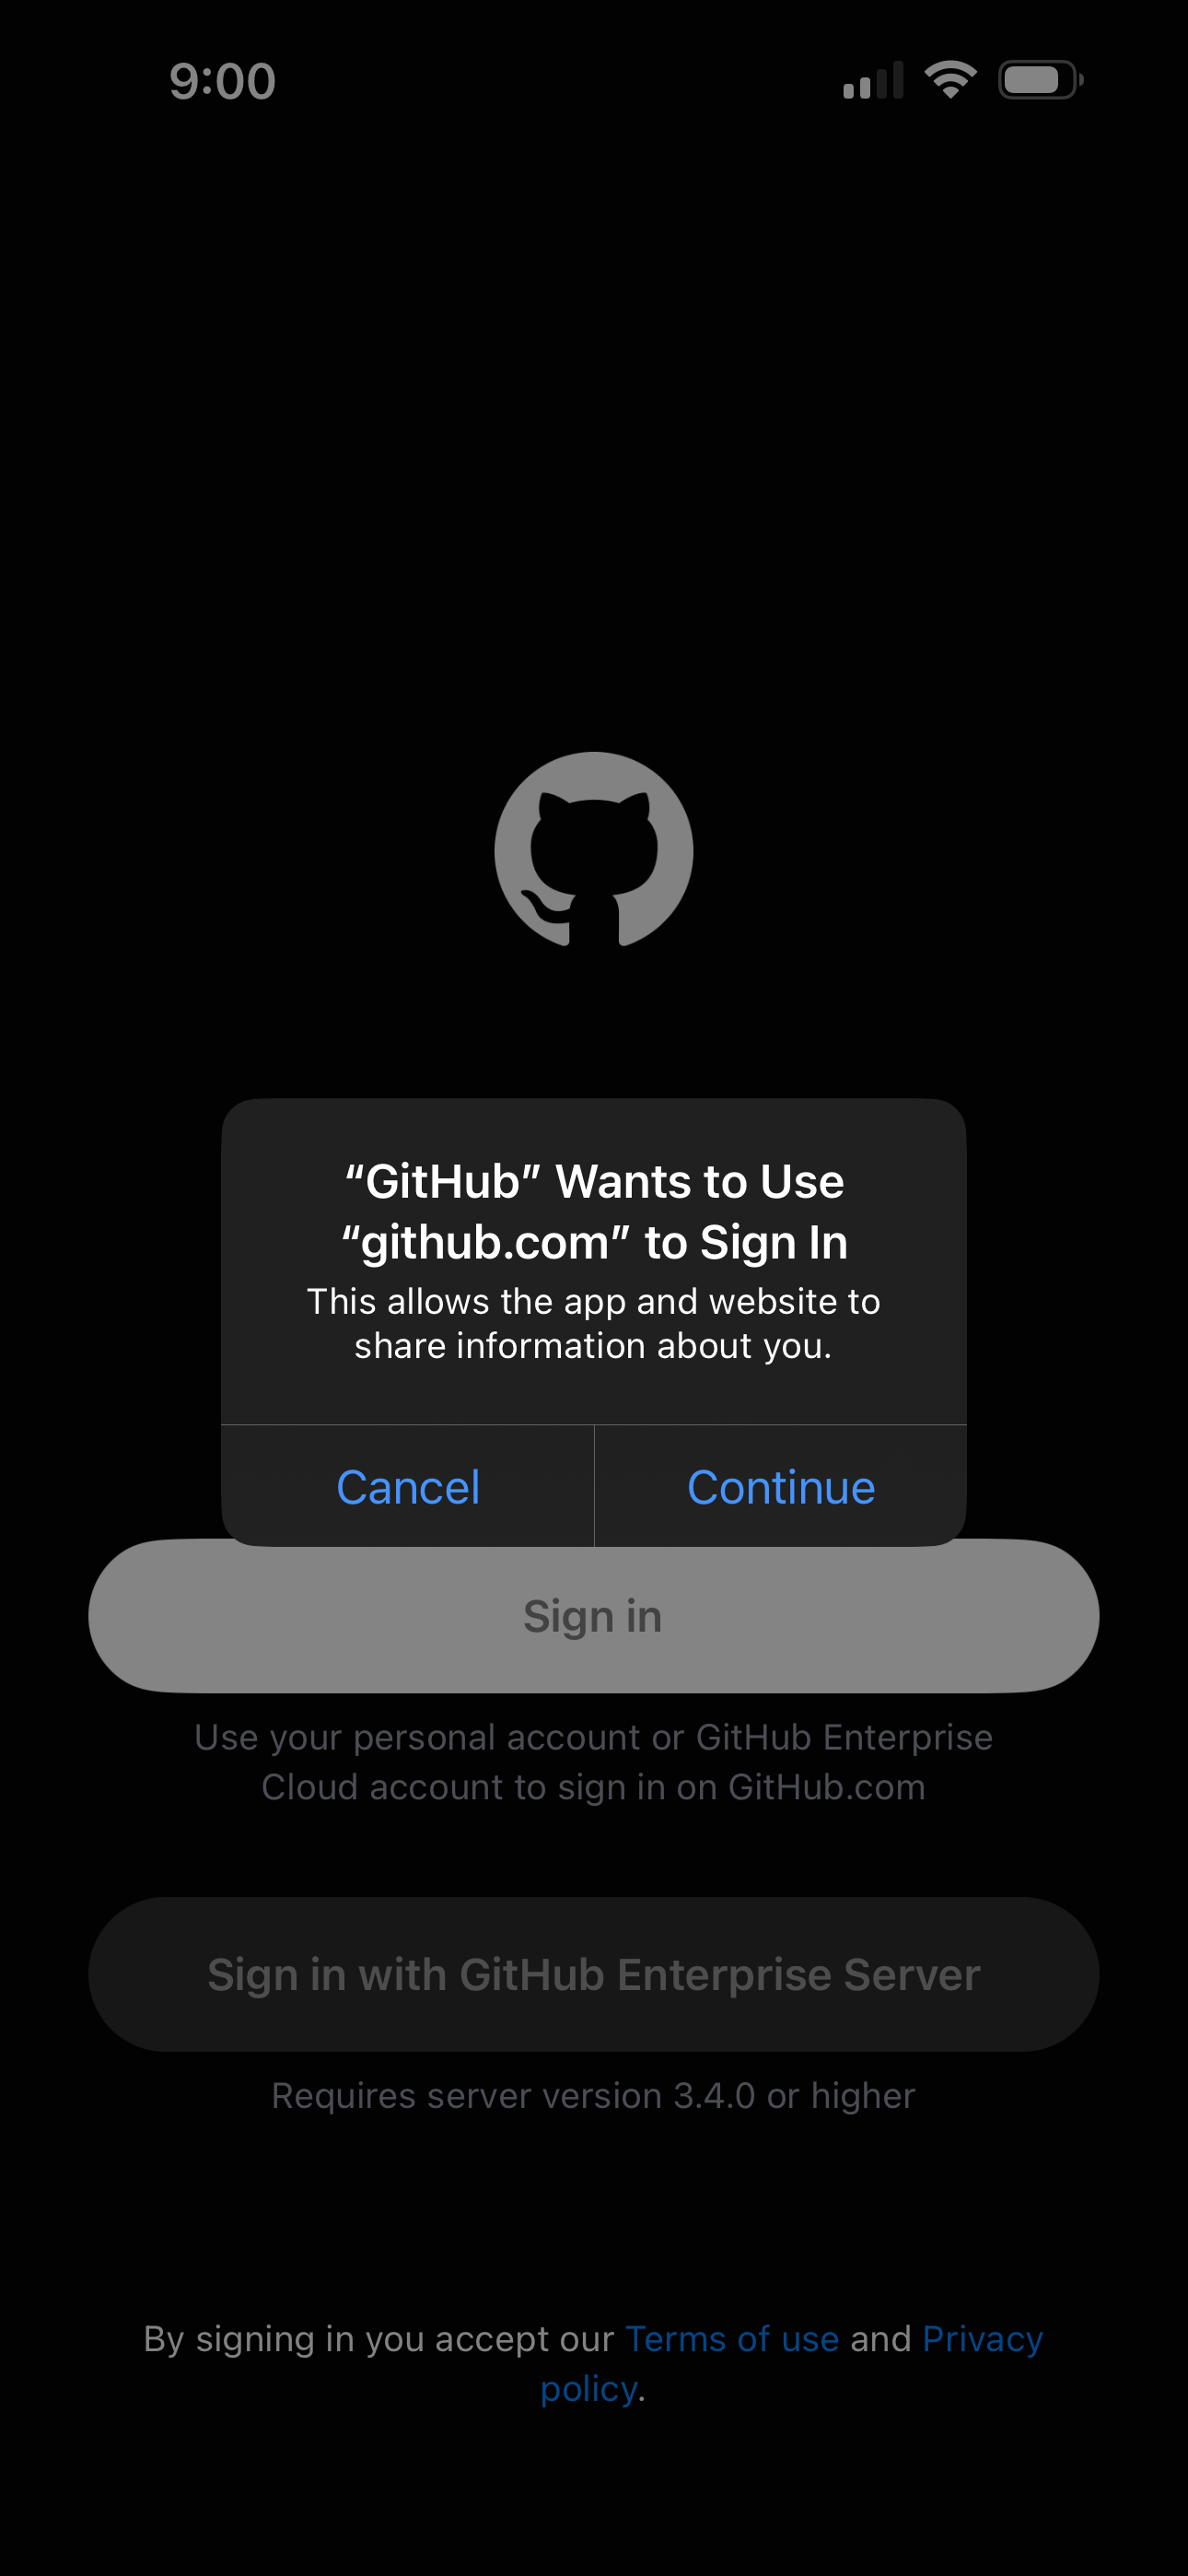 9:00
“GitHub” Wants to Use
“github.com” to Sign In
This allows the app and website to
share information about you.
Cancel
Continue
Sign in
Use your personal account or GitHub Enterprise
Cloud account to sign in on GitHub.com
Sign in with GitHub Enterprise Server
Requires server version 3.4.0 or higher
By signing in you accept our Terms of use and Privacy
policy.